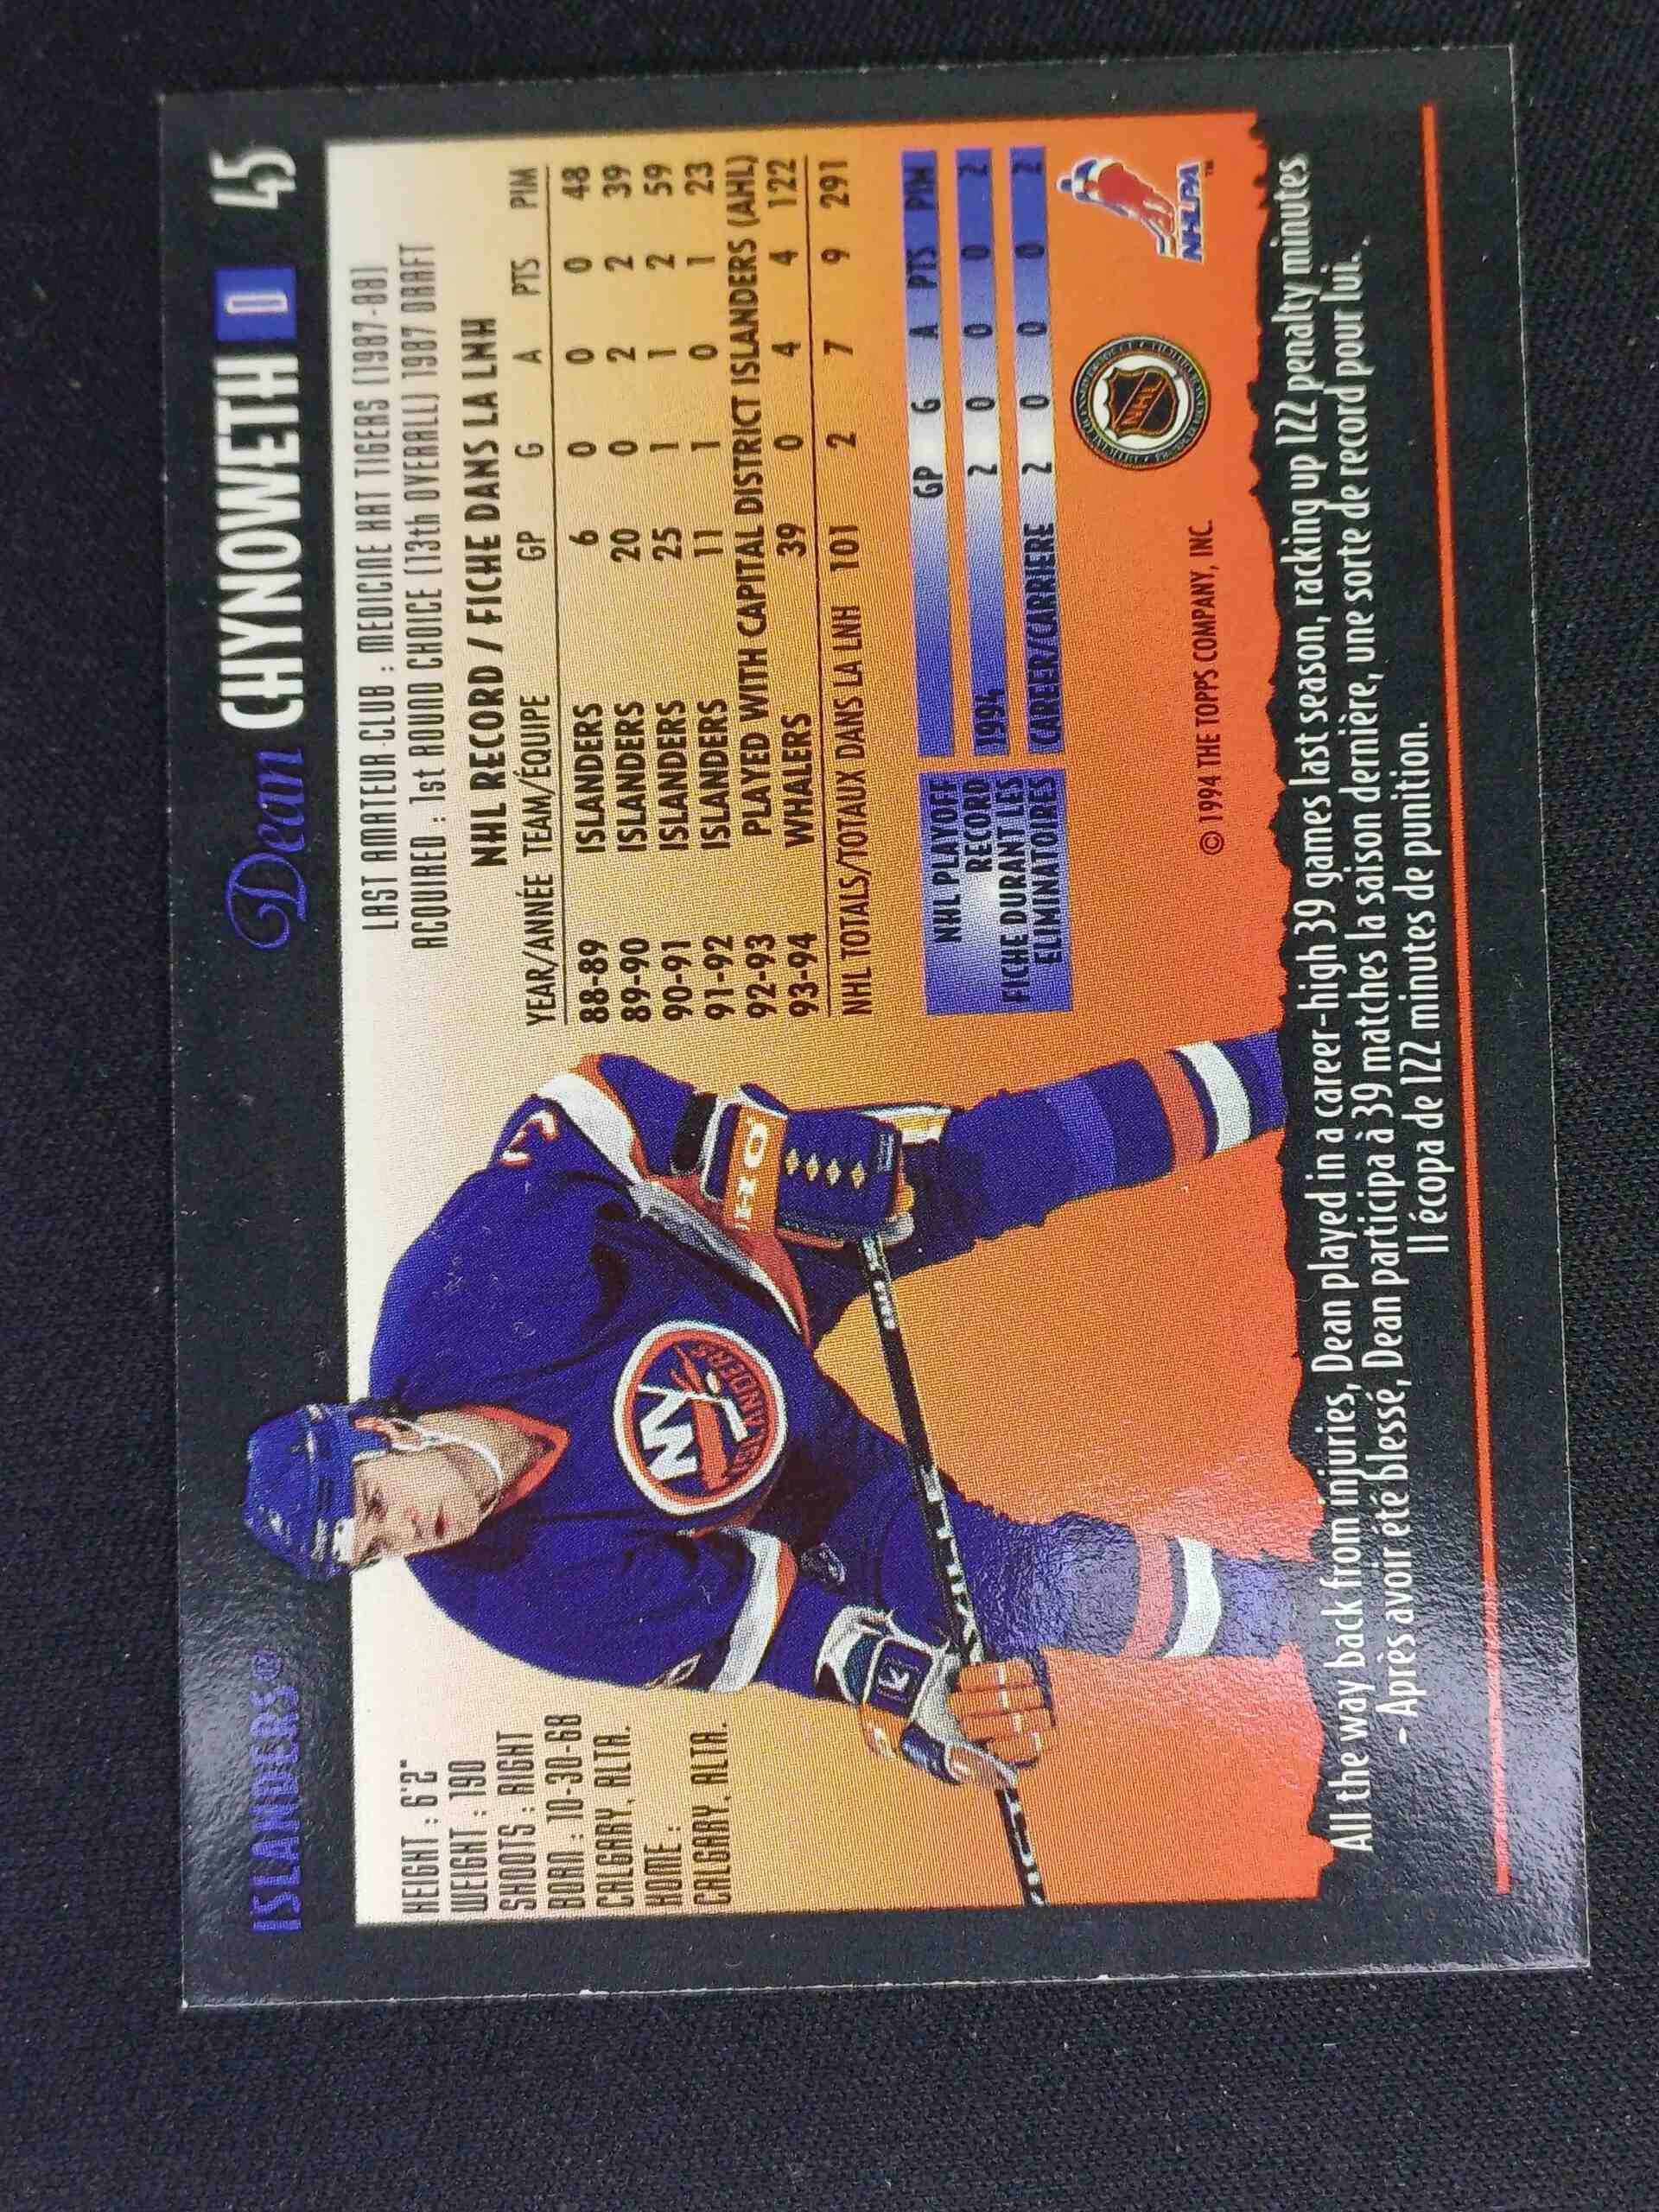 ISLANDERS®
Dean CHYNOWETH D 45
HEIGHT : 6'2"
WEIGHT : 190
SHOOTS : RIGHT
BORN : 10-30-68
CALGARY, ALTA.
HOME :
CALGARY, ALTA.
LAST AMATEUR CLUB : MEDICINE HAT TIGERS (1987-88)
ACQUIRED : 1st ROUND CHOICE (13th OVERALL) 1987 DRAFT
NHL RECORD / FICHE DANS LA LNH
YEAR/ANNÉE TEAM/ÉQUIPE GP G A PTS PIM
88-89 ISLANDERS 6 0 0 0 48
89-90 ISLANDERS 20 0 2 2 39
90-91 ISLANDERS 25 1 1 2 59
91-92 ISLANDERS 11 1 0 1 23
92-93 PLAYED WITH CAPITAL DISTRICT ISLANDERS (AHL)
93-94 WHALERS 39 0 4 4 122
NHL TOTALS/TOTAUX DANS LA LNH 101 2 7 9 291
NHL PLAYOFF
RECORD
FICHE DURANT LES
ELIMINATOIRES
GP G A PTS PIM
1994 2 0 0 0 2
CAREER/CARRIERE 2 0 0 0 2
NY
ISLANDERS
NHL
NHLPA™
© 1994 THE TOPPS COMPANY, INC.
All the way back from injuries, Dean played in a career-high 39 games last season, racking up 122 penalty minutes
- Après avoir été blessé, Dean participa à 39 matches la saison dernière, une sorte de record pour lui.
Il écopa de 122 minutes de punition.